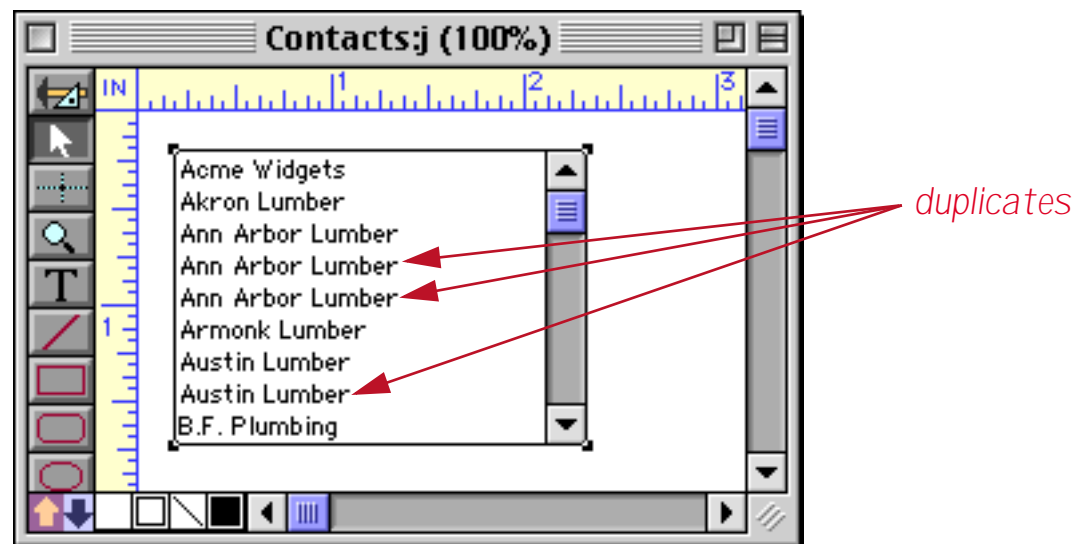 Contacts:j (100%)
IN 1 2 3
Acme Widgets
Akron Lumber
duplicates
Ann Arbor Lumber
Ann Arbor Lumber
T
Ann Arbor Lumber
1
Armonk Lumber
Austin Lumber
Austin Lumber
B.F. Plumbing